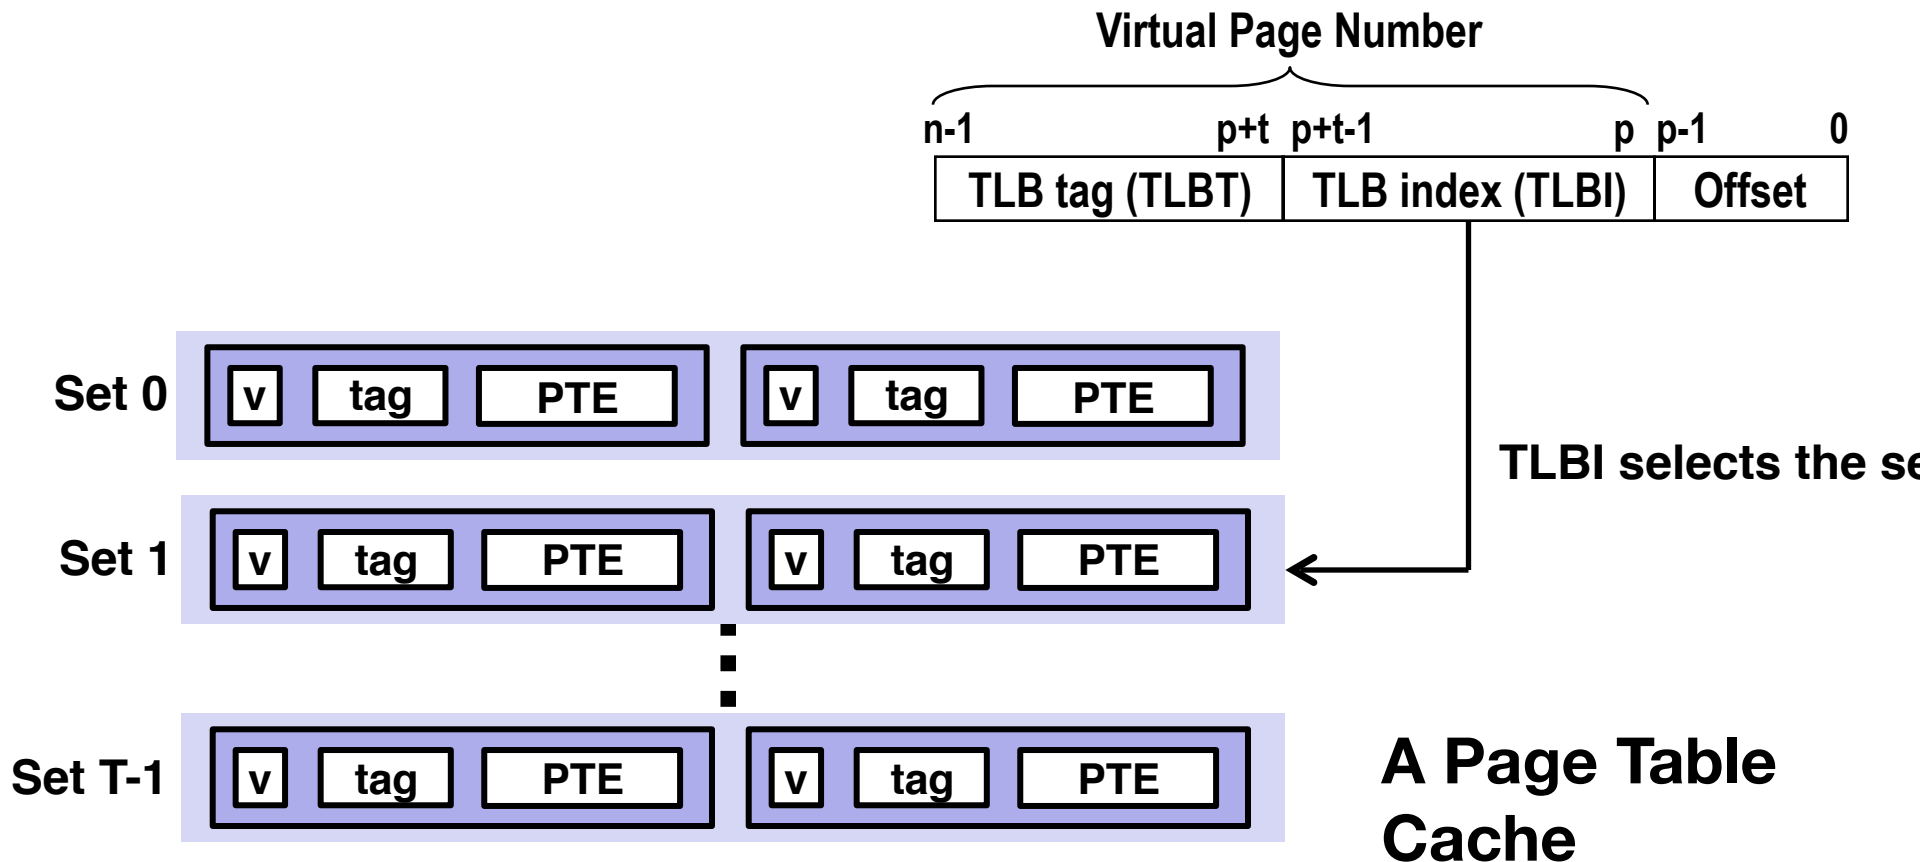 Virtual Page Number
n-1 p+t p+t-1 p p-1 0
TLB tag (TLBT) TLB index (TLBI) Offset
Set 0 v tag PTE v tag PTE
TLBI selects the se
Set 1 v tag PTE v tag PTE
Set T-1 v tag PTE v tag PTE
A Page Table
Cache